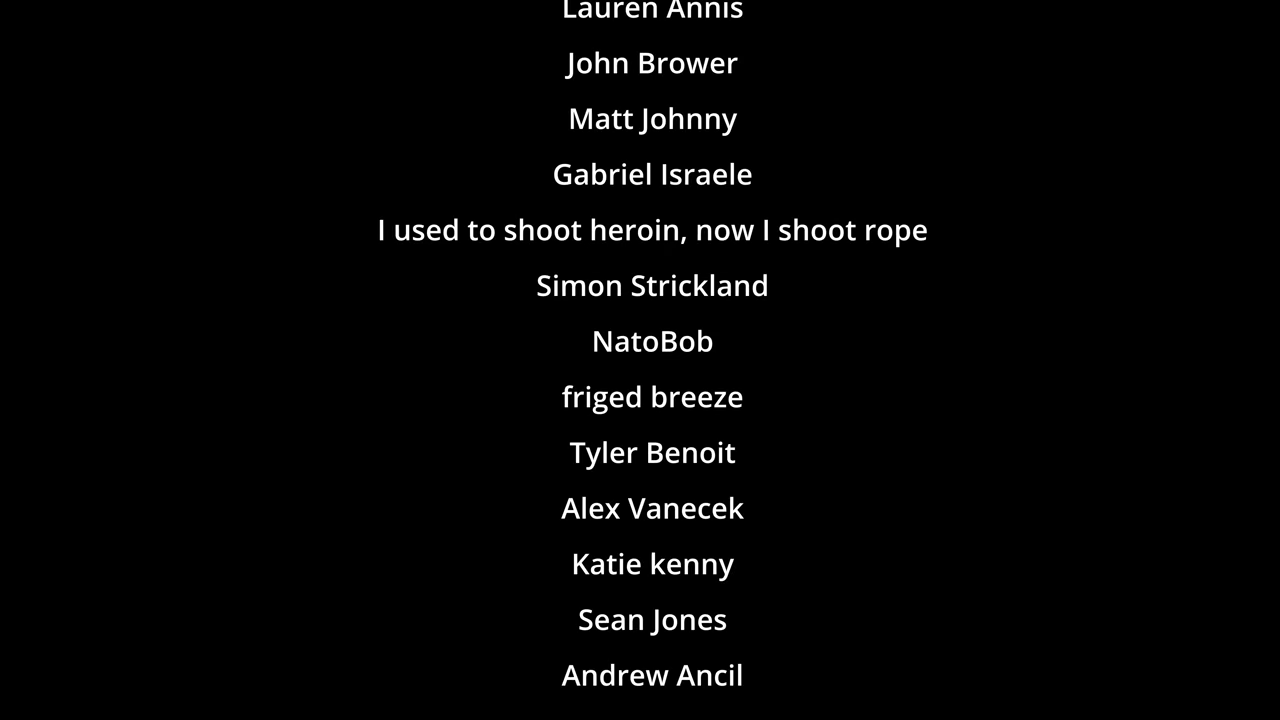 Lauren Annis
John Brower
Matt Johnny
Gabriel Israele
I used to shoot heroin, now I shoot rope
Simon Strickland
NatoBob
friged breeze
Tyler Benoit
Alex Vanecek
Katie kenny
Sean Jones
Andrew Ancil